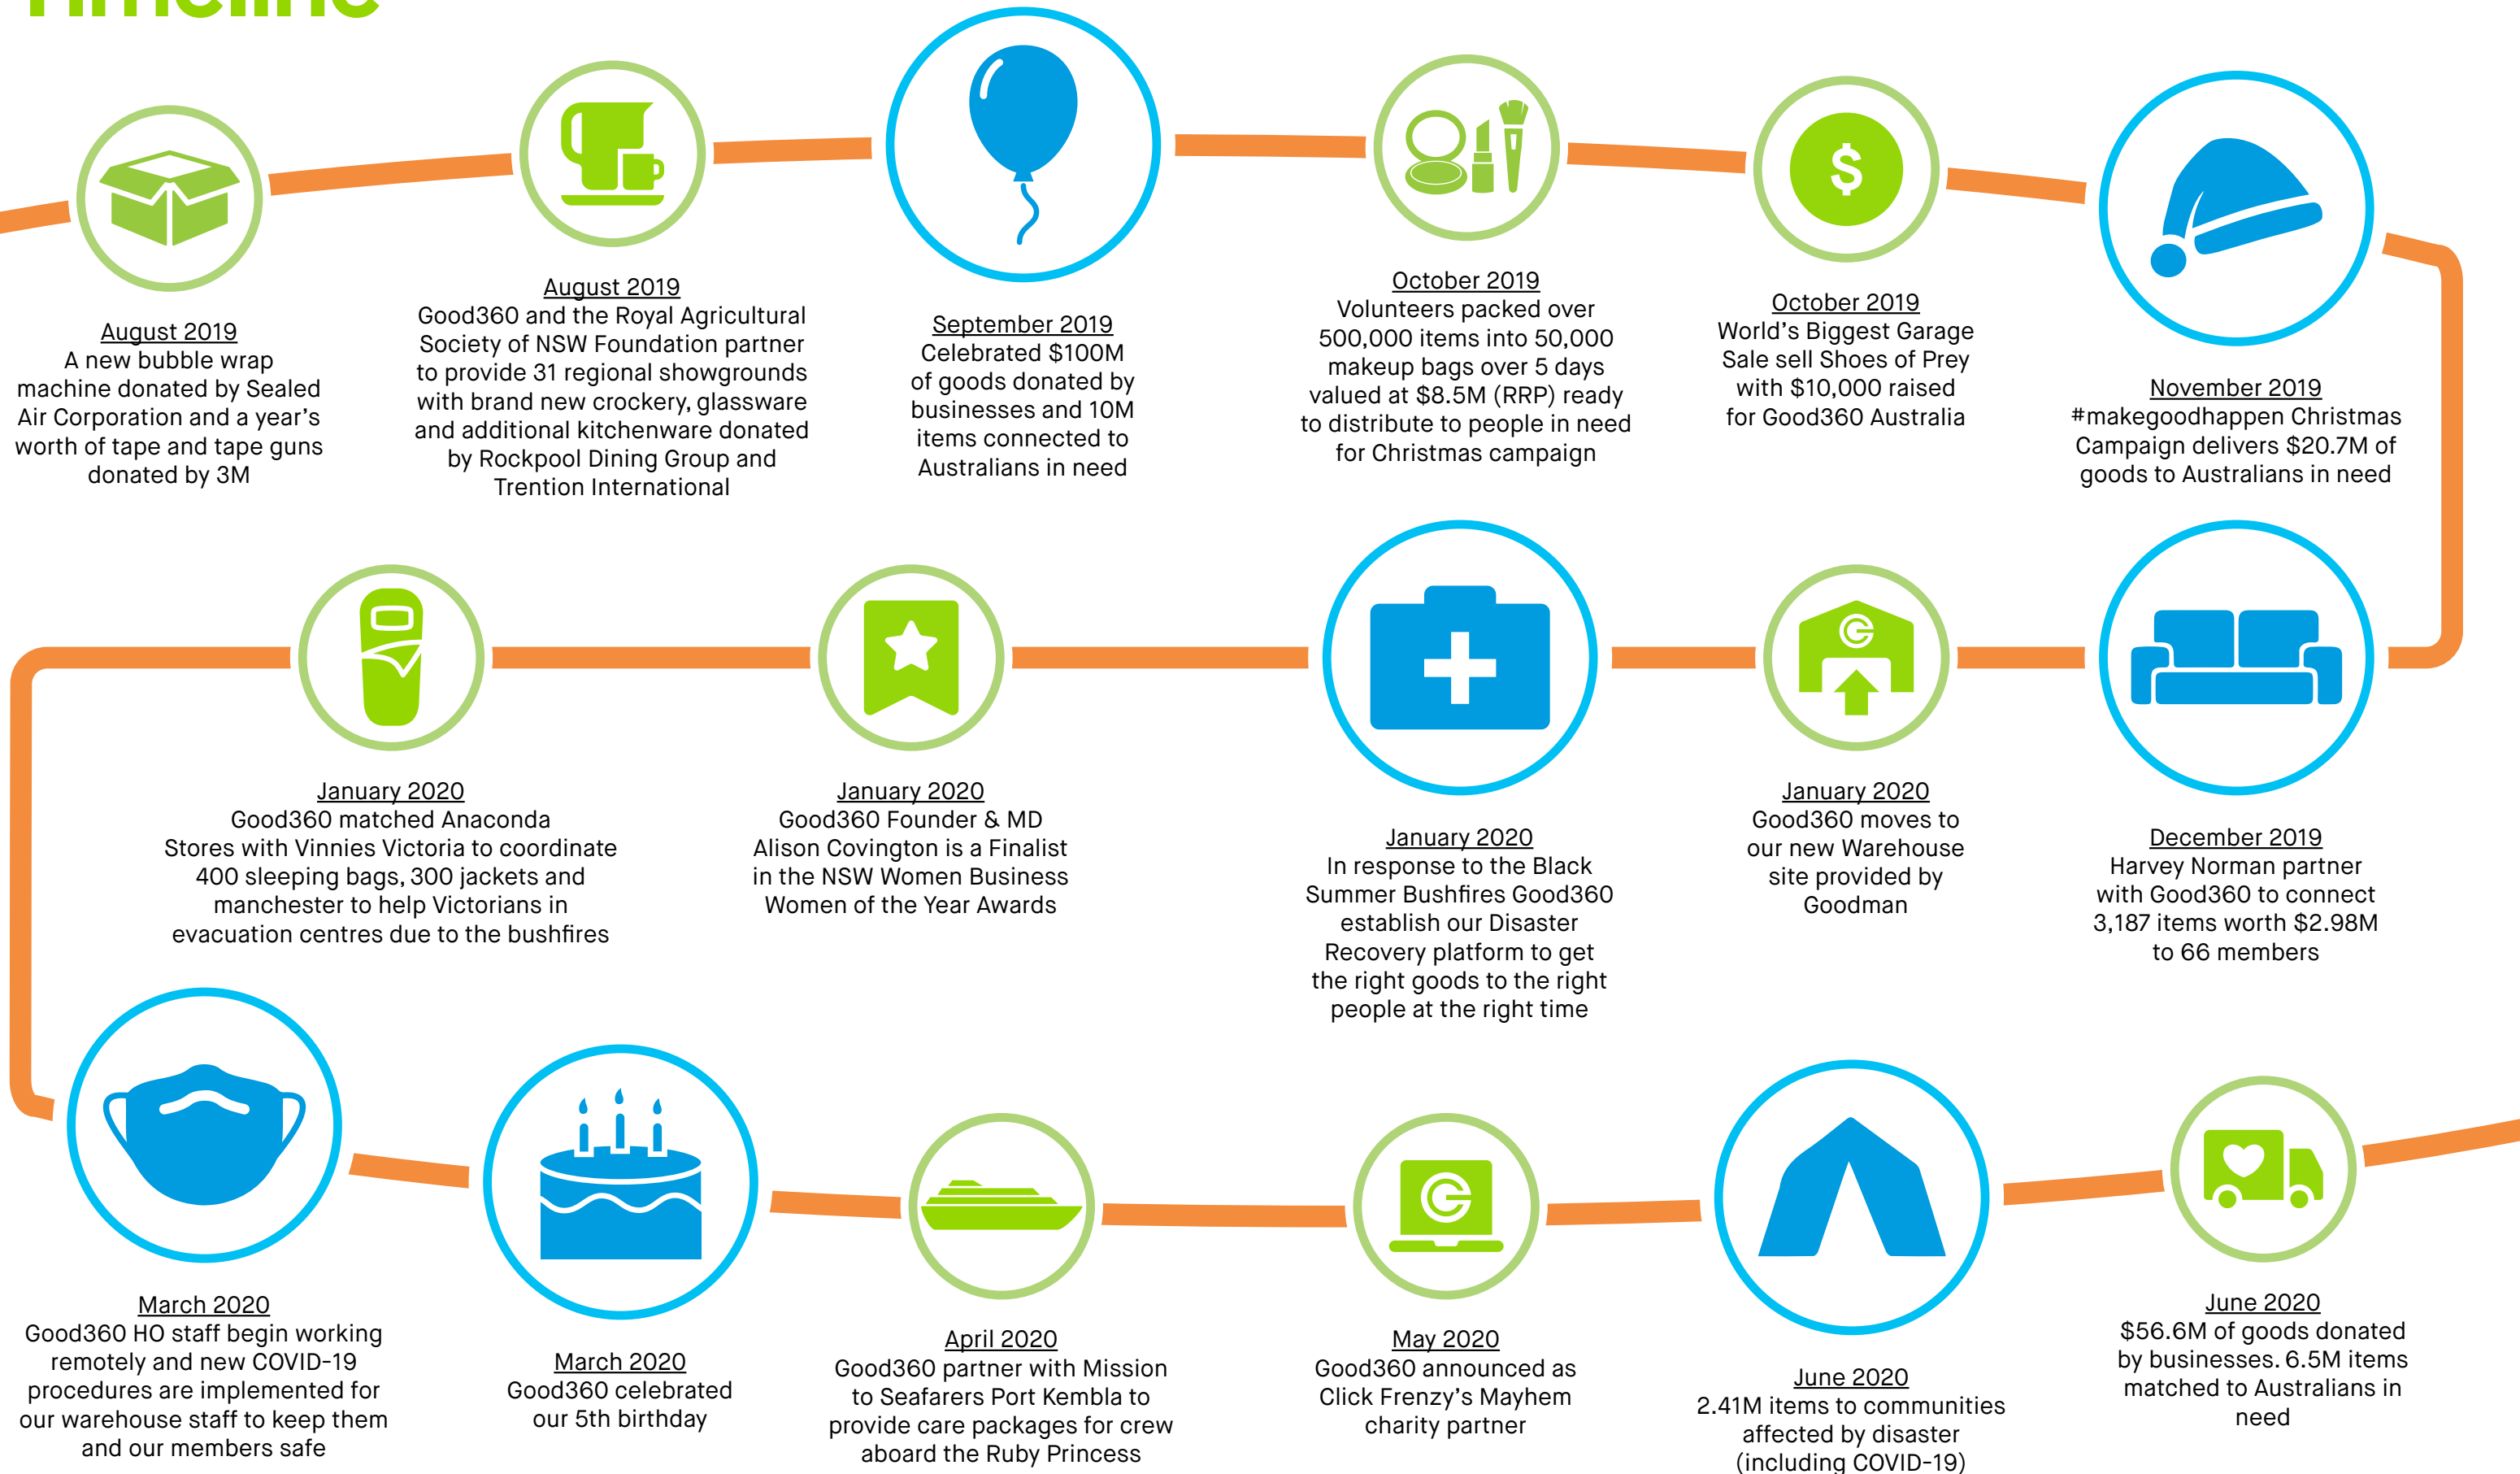 Timeline
August 2019
A new bubble wrap
machine donated by Sealed
Air Corporation and a year's
worth of tape and tape guns
donated by 3M
August 2019
Good360 and the Royal Agricultural
Society of NSW Foundation partner
to provide 31 regional showgrounds
with brand new crockery, glassware
and additional kitchenware donated
by Rockpool Dining Group and
Trention International
September 2019
Celebrated $100M
of goods donated by
businesses and 10M
items connected to
Australians in need
October 2019
Volunteers packed over
500,000 items into 50,000
makeup bags over 5 days
valued at $8.5M (RRP) ready
to distribute to people in need
for Christmas campaign
$
October 2019
World's Biggest Garage
Sale sell Shoes of Prey
with $10,000 raised
for Good360 Australia
November 2019
#makegoodhappen Christmas
Campaign delivers $20.7M of
goods to Australians in need
December 2019
Harvey Norman partner
with Good360 to connect
3,187 items worth $2.98M
to 66 members
January 2020
Good360 moves to
our new Warehouse
site provided by
Goodman
January 2020
In response to the Black
Summer Bushfires Good360
establish our Disaster
Recovery platform to get
the right goods to the right
people at the right time
January 2020
Good360 Founder & MD
Alison Covington is a Finalist
in the NSW Women Business
Women of the Year Awards
January 2020
Good360 matched Anaconda
Stores with Vinnies Victoria to coordinate
400 sleeping bags, 300 jackets and
manchester to help Victorians in
evacuation centres due to the bushfires
March 2020
Good360 HO staff begin working
remotely and new COVID-19
procedures are implemented for
our warehouse staff to keep them
and our members safe
March 2020
Good360 celebrated
our 5th birthday
April 2020
Good360 partner with Mission
to Seafarers Port Kembla to
provide care packages for crew
aboard the Ruby Princess
May 2020
Good360 announced as
Click Frenzy's Mayhem
charity partner
June 2020
2.41M items to communities
affected by disaster
(including COVID-19)
June 2020
$56.6M of goods donated
by businesses. 6.5M items
matched to Australians in
need